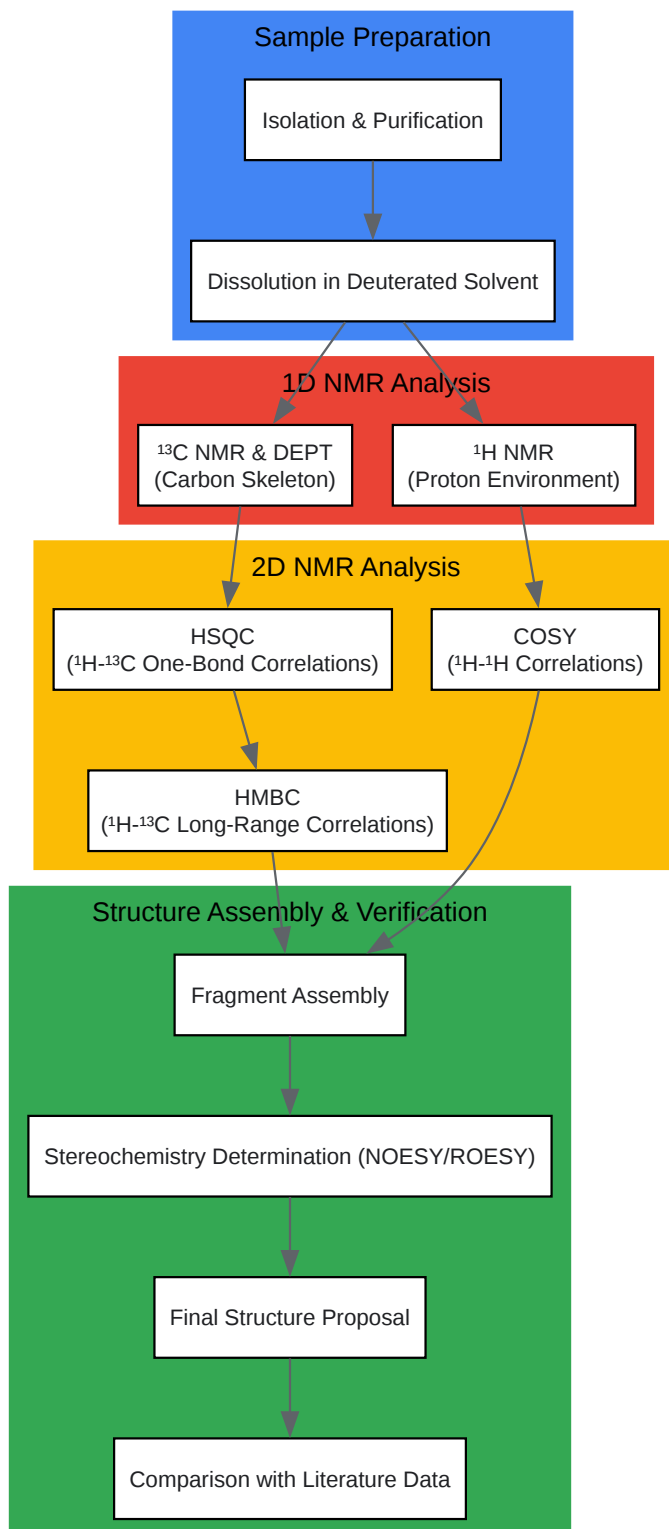 Sample Preparation
Isolation & Purification
Dissolution in Deuterated Solvent
1D NMR Analysis
¹³C NMR & DEPT
(Carbon Skeleton)
¹H NMR
(Proton Environment)
2D NMR Analysis
HSQC
(¹H-¹³C One-Bond Correlations)
COSY
(¹H-¹H Correlations)
HMBC
(¹H-¹³C Long-Range Correlations)
Structure Assembly & Verification
Fragment Assembly
Stereochemistry Determination (NOESY/ROESY)
Final Structure Proposal
Comparison with Literature Data